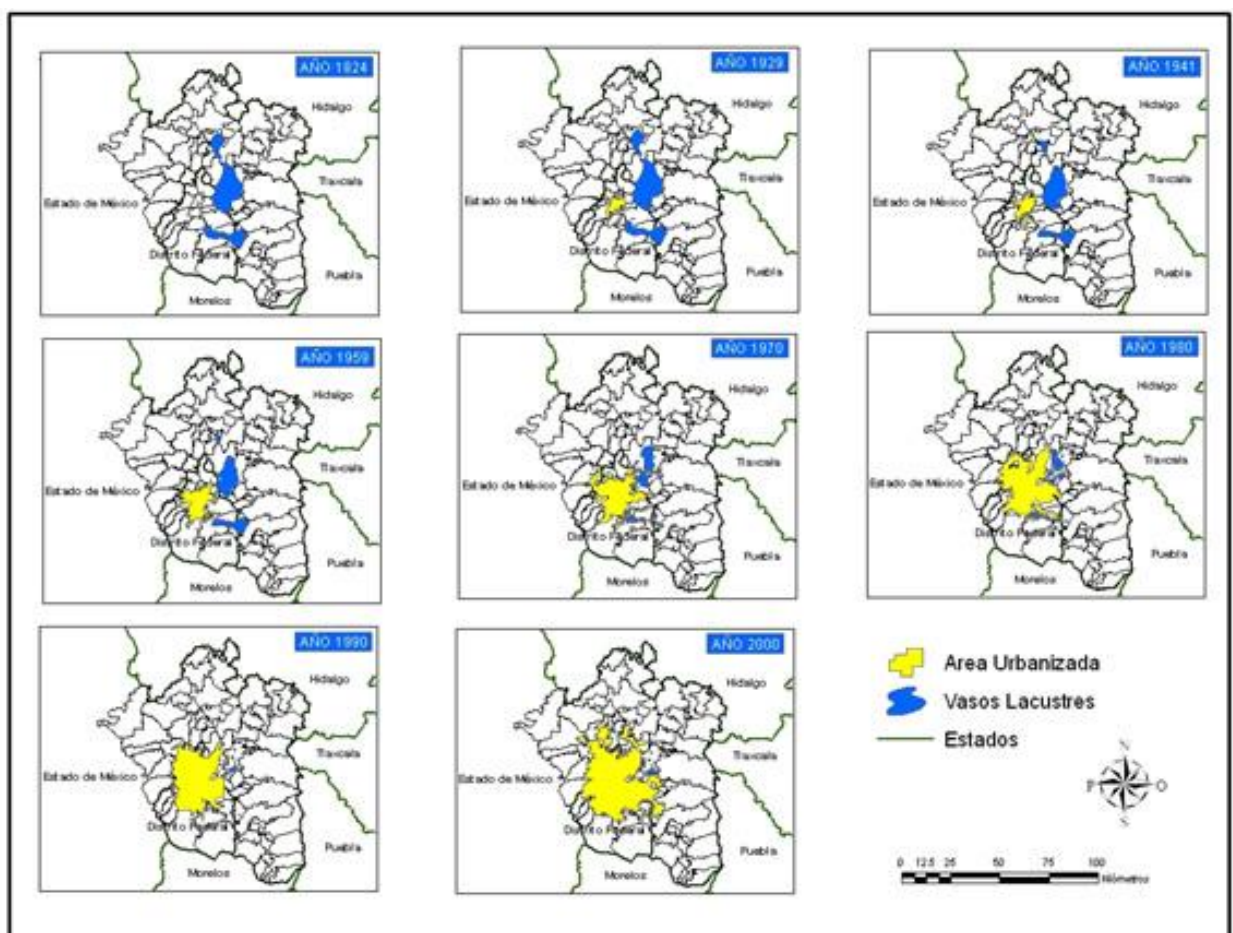 AÑO 1824
Hidalgo
Tlaxcala
Estado de México
Distrito Federal
Puebla
Morelos
AÑO 1929
Hidalgo
Tlaxcala
Estado de México
Distrito Federal
Puebla
Morelos
AÑO 1941
Hidalgo
Tlaxcala
Estado de México
Distrito Federal
Puebla
Morelos
AÑO 1959
Hidalgo
Tlaxcala
Estado de México
Distrito Federal
Puebla
Morelos
AÑO 1970
Hidalgo
Tlaxcala
Estado de México
Distrito Federal
Puebla
Morelos
AÑO 1980
Hidalgo
Tlaxcala
Estado de México
Distrito Federal
Puebla
Morelos
AÑO 1990
Hidalgo
Tlaxcala
Estado de México
Distrito Federal
Puebla
Morelos
AÑO 2000
Hidalgo
Tlaxcala
Estado de México
Distrito Federal
Puebla
Morelos
Area Urbanizada
Vasos Lacustres
Estados
N
P O
S
0 12.5 25 50 75 100
Kilómetros